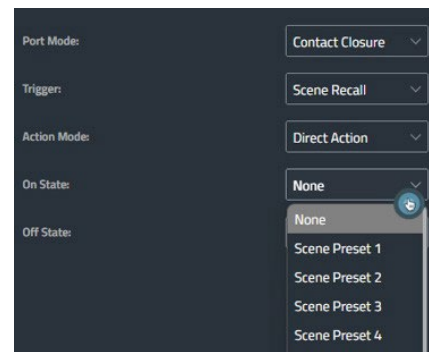 Port Mode:
Contact Closure
Trigger:
Scene Recall
Action Mode:
Direct Action
On State:
None
None
Off State:
Scene Preset 1
Scene Preset 2
Scene Preset 3
Scene Preset 4